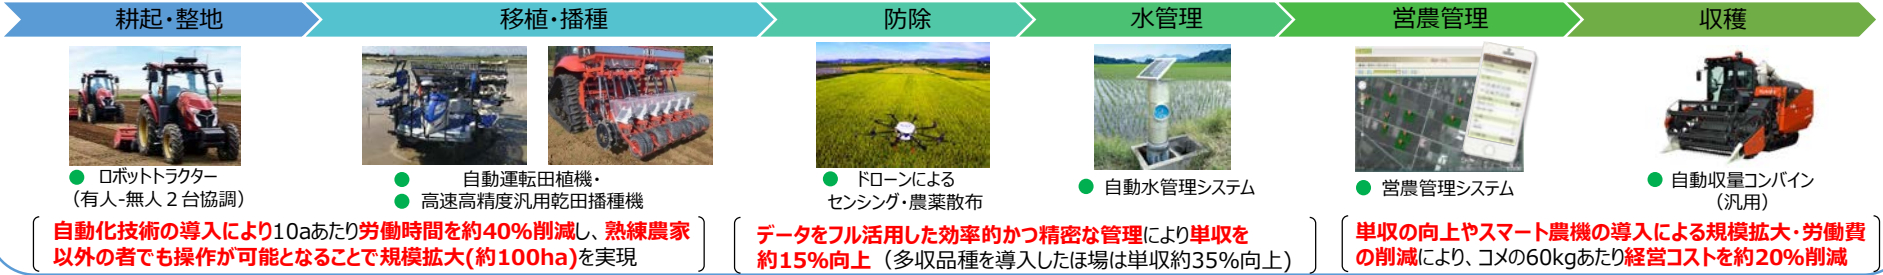 耕起・整地
移植・播種
防除
水管理
営農管理
収穫
● ロボットトラクター
（有人-無人２台協調）
● 自動運転田植機・
● 高速高精度汎用乾田播種機
● ドローンによる
センシング・農薬散布
● 自動水管理システム
● 営農管理システム
● 自動収量コンバイン
（汎用）
自動化技術の導入により10aあたり労働時間を約40%削減し、熟練農家
以外の者でも操作が可能となることで規模拡大(約100ha)を実現
データをフル活用した効率的かつ精密な管理により単収を
約15%向上（多収品種を導入したほ場は単収約35%向上）
単収の向上やスマート農機の導入による規模拡大・労働費
の削減により、コメの60kgあたり経営コストを約20%削減